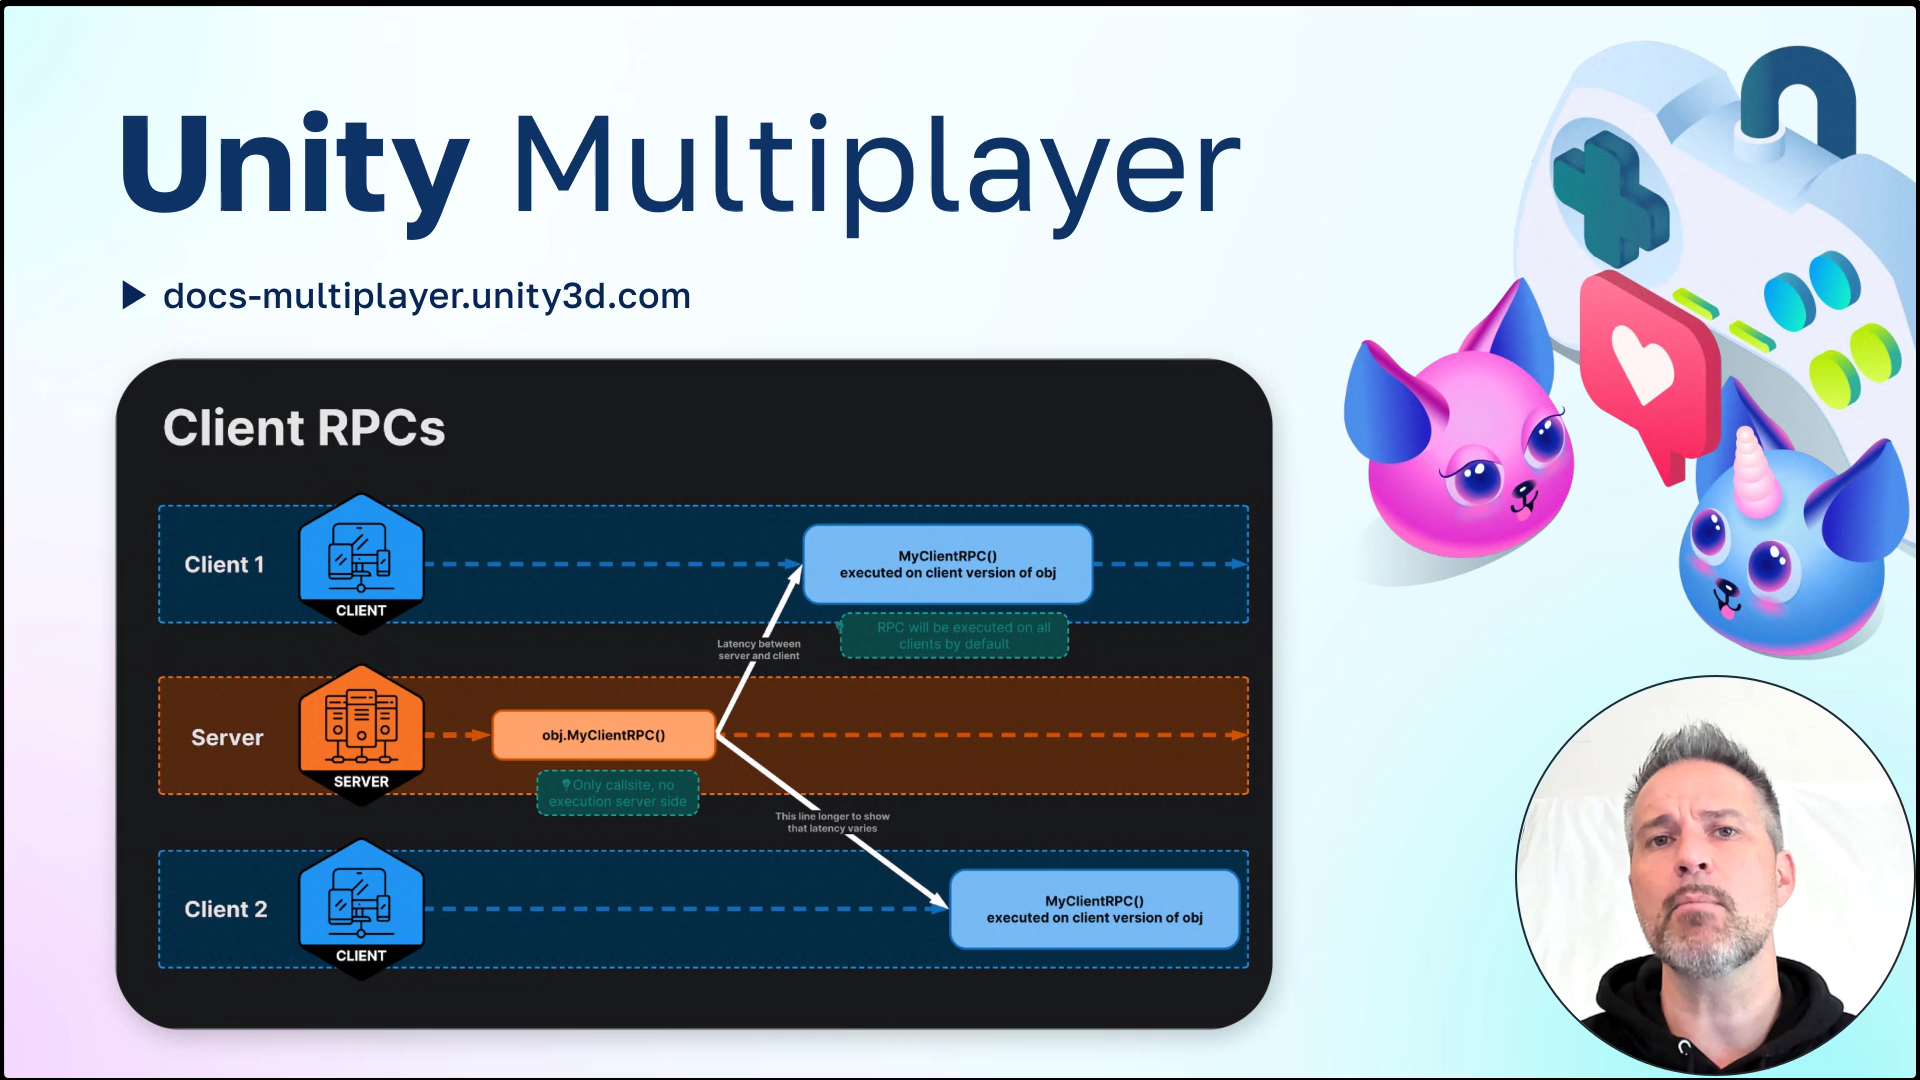 Unity Multiplayer
docs-multiplayer.unity3d.com
Client RPCs
Client 1
CLIENT
MyClientRPC()
executed on client version of obj
RPC will be executed on all
clients by default
Latency between
server and client
Server
SERVER
obj.MyClientRPC()
Only callsite, no
execution server side
This line longer to show
that latency varies
Client 2
CLIENT
MyClientRPC()
executed on client version of obj